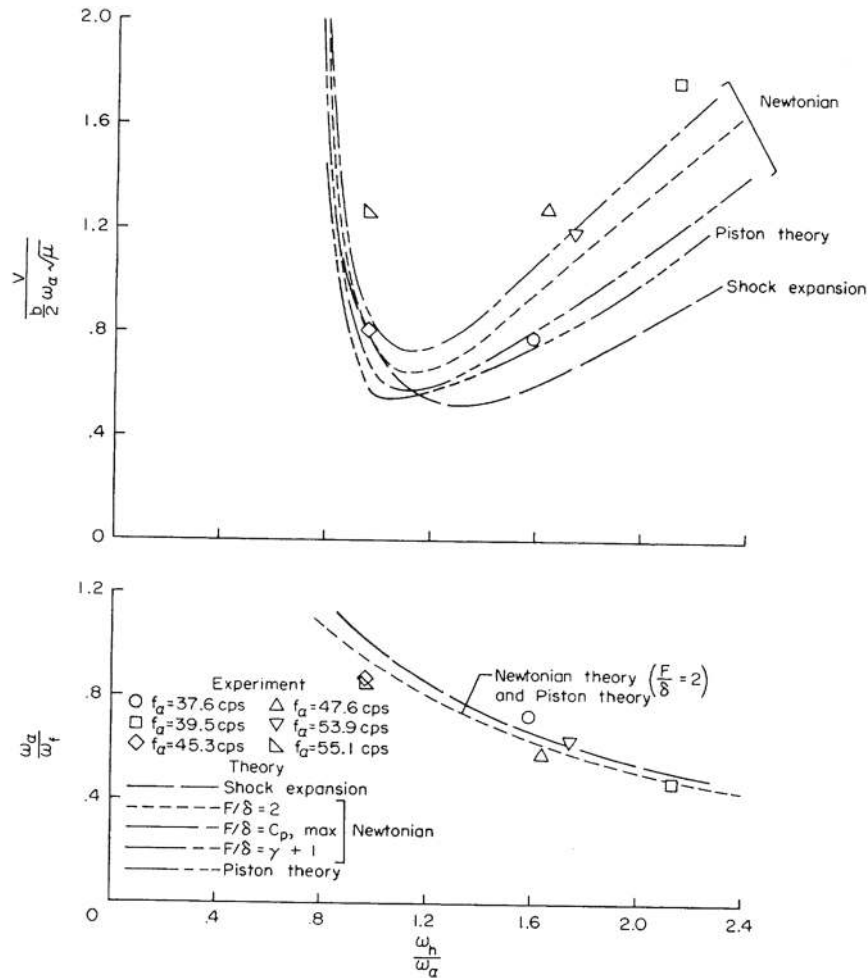 2.0
1.6
1.2
.8
.4
0
V
b/2 ω_α √μ
Newtonian
Piston theory
Shock expansion
1.2
.8
.4
0
ω_α/ω_f
Newtonian theory (F/δ = 2)
and Piston theory
Experiment
f_α=37.6 cps
f_α=47.6 cps
f_α=39.5 cps
f_α=53.9 cps
f_α=45.3 cps
f_α=55.1 cps
Theory
Shock expansion
F/δ=2
F/δ=C_p, max
Newtonian
F/δ=γ + 1
Piston theory
.4
.8
1.2
1.6
2.0
2.4
ω_h/ω_α